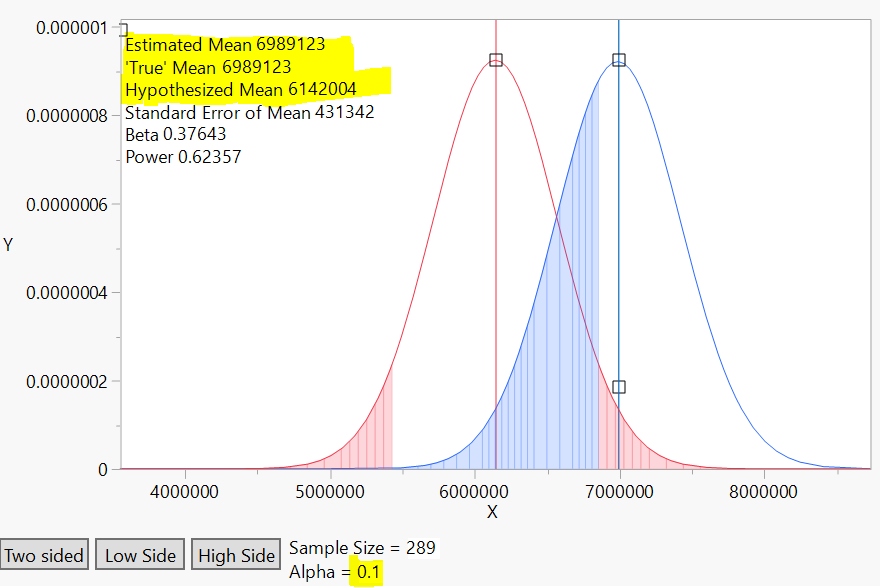 0.000001
Estimated Mean 6989123
'True' Mean 6989123
Hypothesized Mean 6142004
Standard Error of Mean 431342
Beta 0.37643
Power 0.62357
0.0000008
0.0000006
Y
0.0000004
0.0000002
0
4000000 5000000 6000000 7000000 8000000
X
Two sided Low Side High Side
Sample Size = 289
Alpha = 0.1